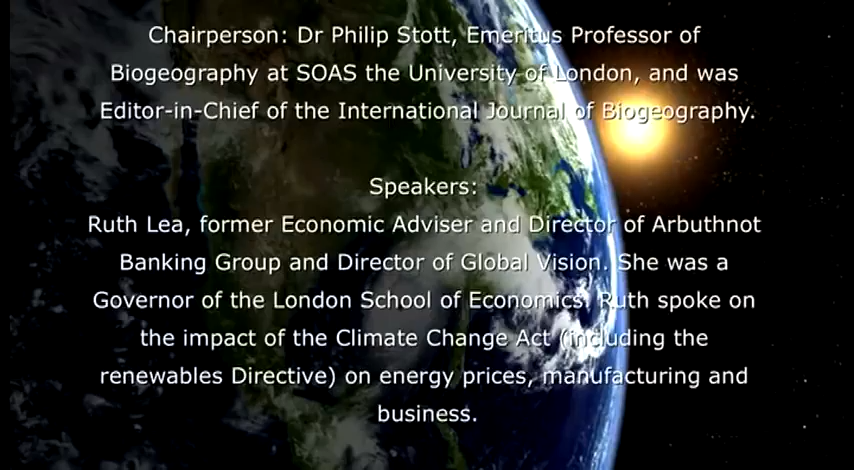 Chairperson: Dr Philip Stott, Emeritus Professor of
Biogeography at SOAS the University of London, and was
Editor-in-Chief of the International Journal of Biogeography.
Speakers:
Ruth Lea, former Economic Adviser and Director of Arbuthnot
Banking Group and Director of Global Vision. She was a
Governor of the London School of Economics. Ruth spoke on
the impact of the Climate Change Act (including the
renewables Directive) on energy prices, manufacturing and
business.